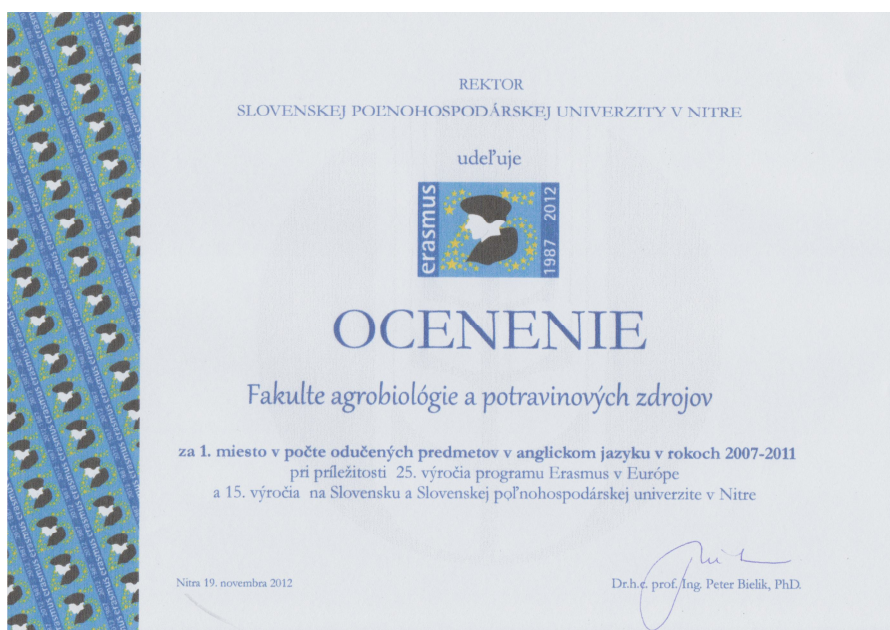 REKTOR
SLOVENSKEJ POĽNOHOSPODÁRSKEJ UNIVERZITY V NITRE
udeľuje
erasmus
1987 2012
OCENENIE
Fakulte agrobiológie a potravinových zdrojov
za 1. miesto v počte odučených predmetov v anglickom jazyku v rokoch 2007-2011
pri príležitosti 25. výročia programu Erasmus v Európe
a 15. výročia na Slovensku a Slovenskej poľnohospodárskej univerzite v Nitre
Nitra 19. novembra 2012
Dr.h.c. prof. Ing. Peter Bielik, PhD.